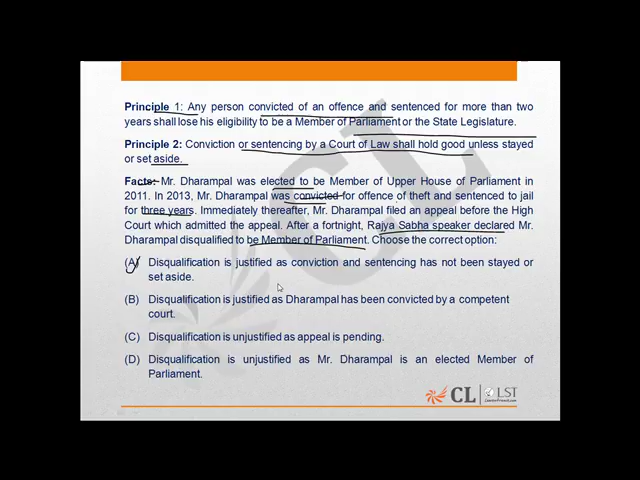 Principle 1: Any person convicted of an offence and sentenced for more than two
years shall lose his eligibility to be a Member of Parliament or the State Legislature.
Principle 2: Conviction or sentencing by a Court of Law shall hold good unless stayed
or set aside.
Facts: Mr. Dharampal was elected to be Member of Upper House of Parliament in
2011. In 2013, Mr. Dharampal was convicted for offence of theft and sentenced to jail
for three years. Immediately thereafter, Mr. Dharampal filed an appeal before the High
Court which admitted the appeal. After a fortnight, Rajya Sabha speaker declared Mr.
Dharampal disqualified to be Member of Parliament. Choose the correct option:
(A) Disqualification is justified as conviction and sentencing has not been stayed or
set aside.
(B) Disqualification is justified as Dharampal has been convicted by a competent
court.
(C) Disqualification is unjustified as appeal is pending.
(D) Disqualification is unjustified as Mr. Dharampal is an elected Member of
Parliament.
CL LST
CL